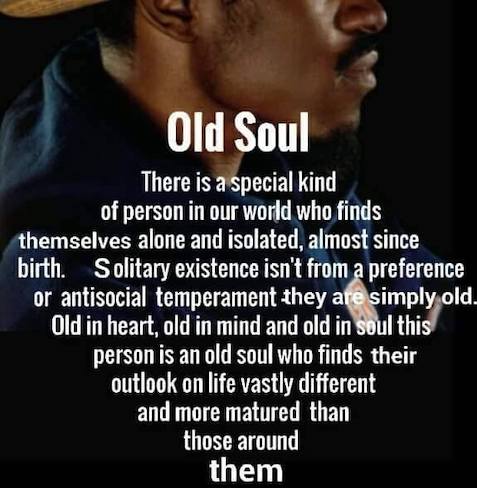 Old Soul
There is a special kind
of person in our world who finds
themselves alone and isolated, almost since
birth. Solitary existence isn't from a preference
or antisocial temperament they are simply old.
Old in heart, old in mind and old in soul this
person is an old soul who finds their
outlook on life vastly different
and more matured than
those around
them